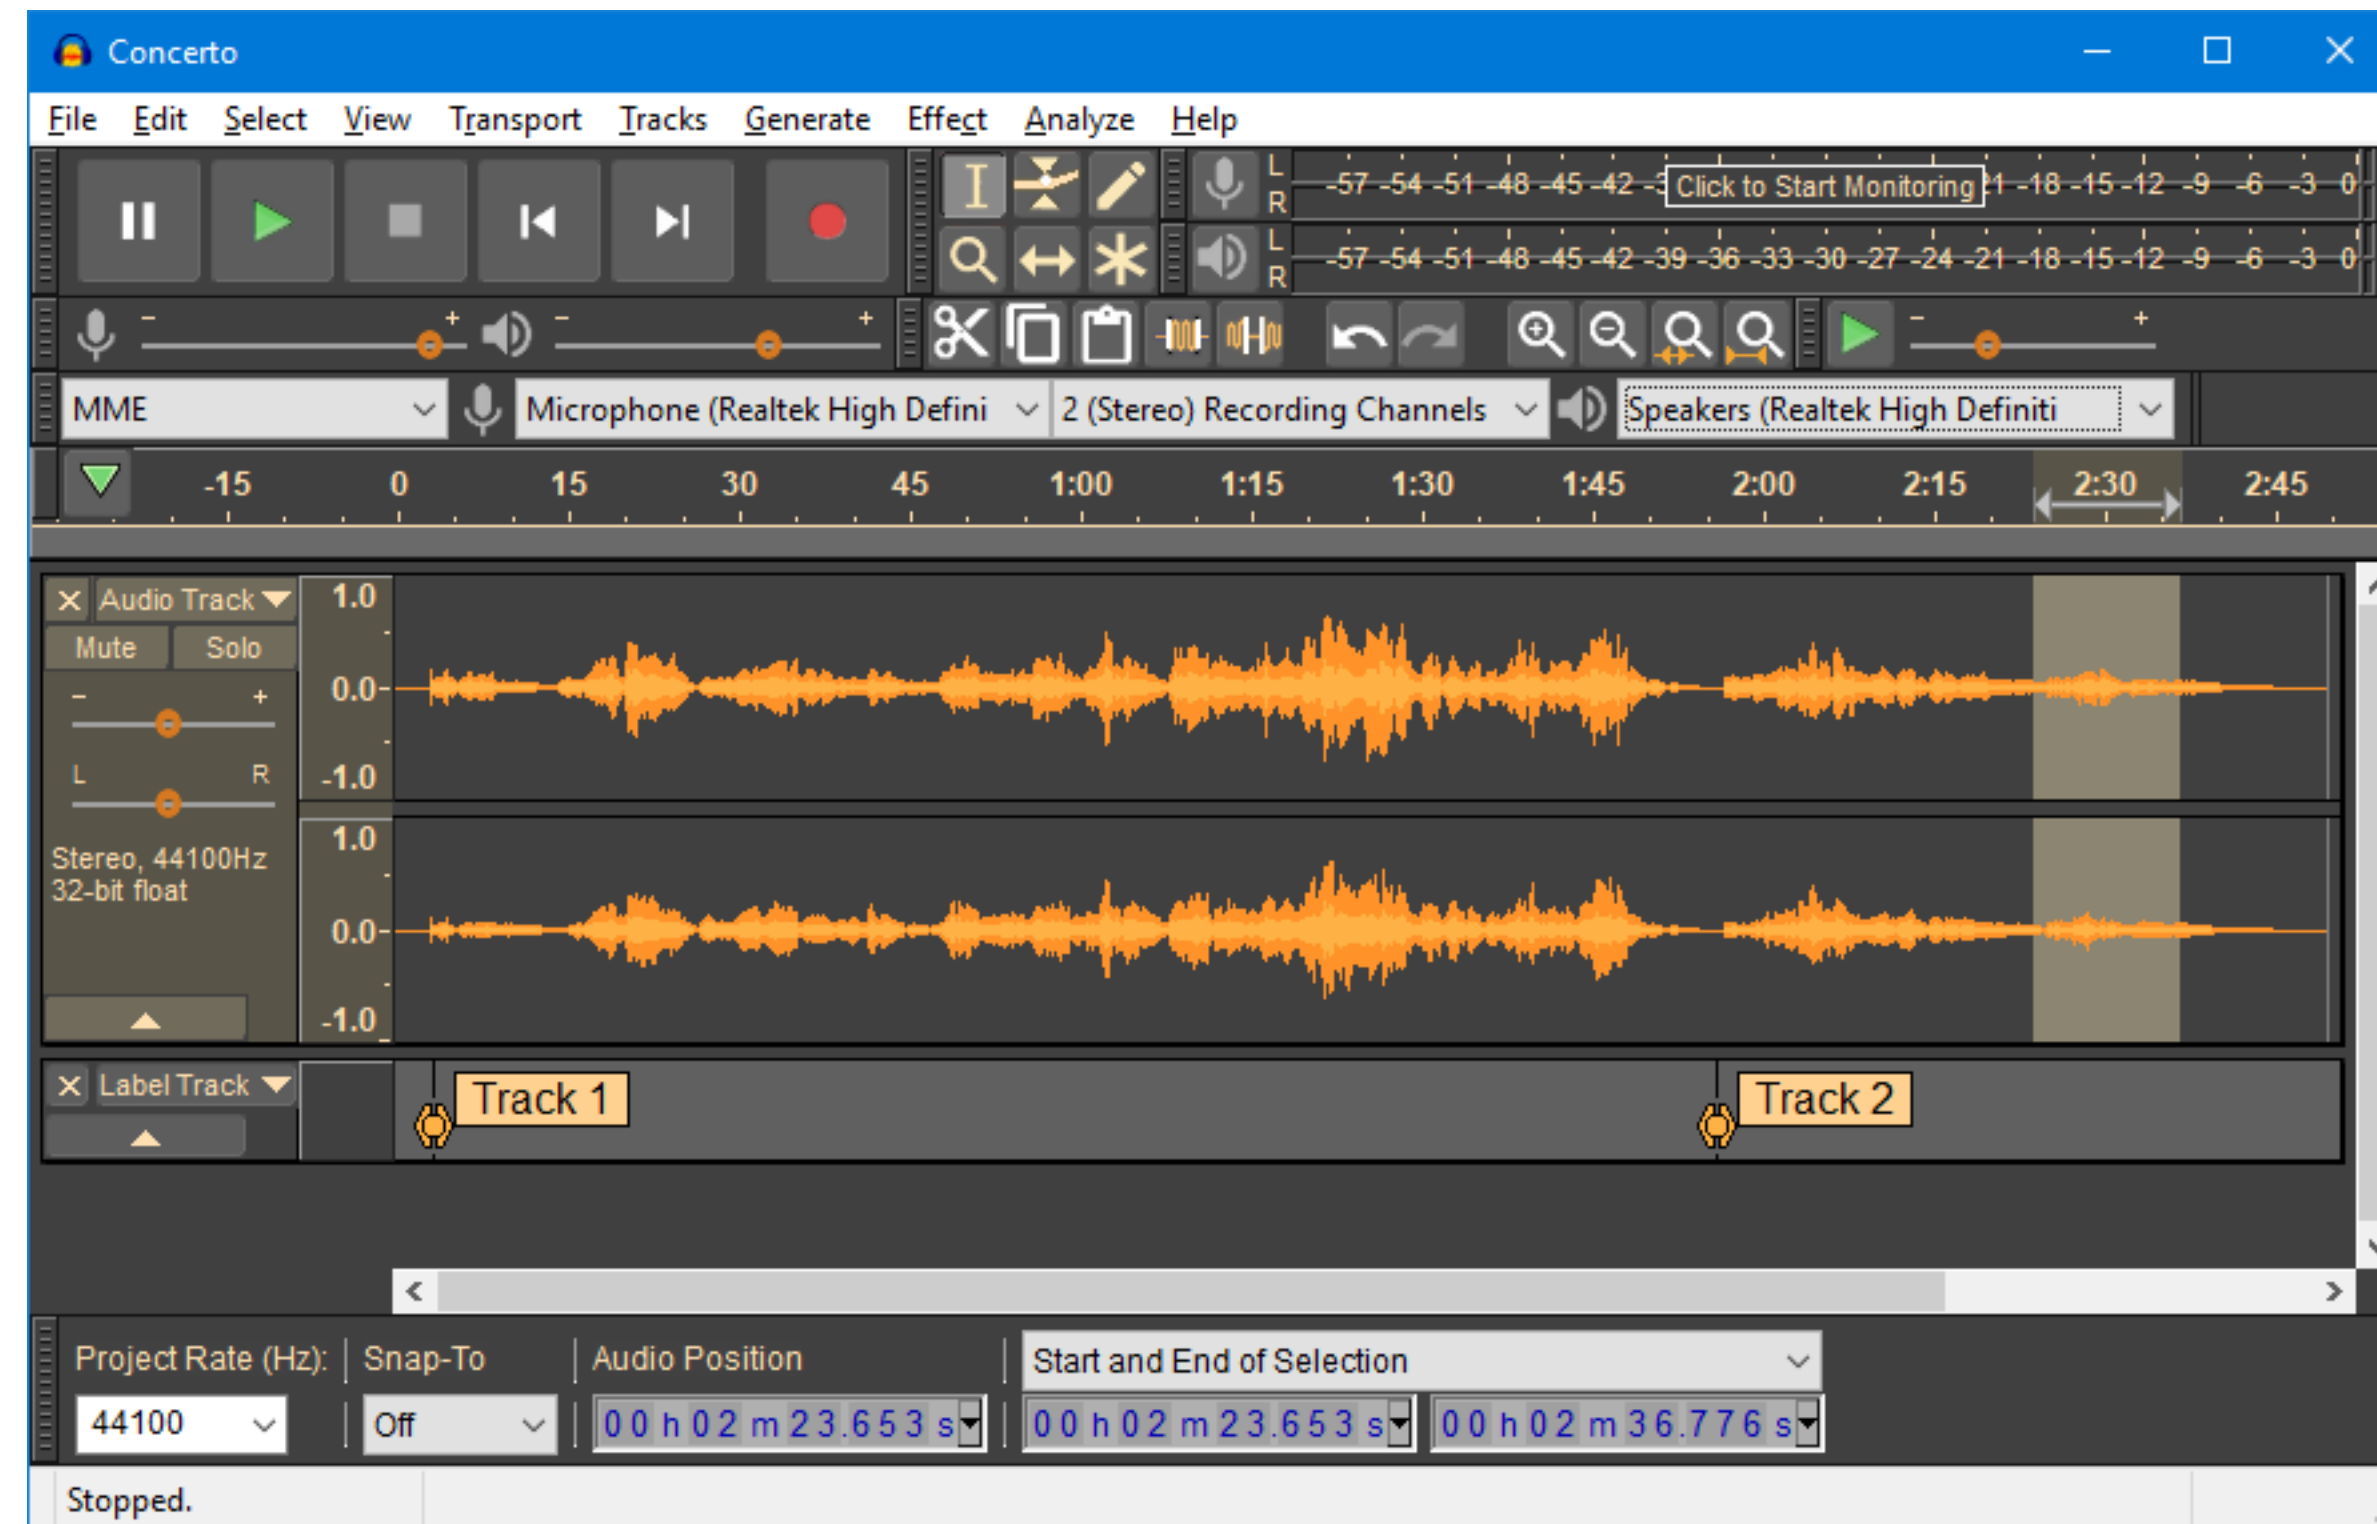 Concerto
File Edit Select View Transport Tracks Generate Effect Analyze Help
L
R
-57 -54 -51 -48 -45 -42 -3 Click to Start Monitoring 1 -18 -15 -12 -9 -6 -3 0
L
R
-57 -54 -51 -48 -45 -42 -39 -36 -33 -30 -27 -24 -21 -18 -15 -12 -9 -6 -3 0
- + - + - +
MME Microphone (Realtek High Defini 2 (Stereo) Recording Channels Speakers (Realtek High Definiti
-15 0 15 30 45 1:00 1:15 1:30 1:45 2:00 2:15 2:30 2:45
Audio Track
Mute Solo
- +
L R
Stereo, 44100Hz
32-bit float
1.0
0.0
-1.0
1.0
0.0
-1.0
Label Track
Track 1 Track 2
Project Rate (Hz): Snap-To Audio Position Start and End of Selection
44100 Off 00 h 02 m 23.653 s 00 h 02 m 23.653 s 00 h 02 m 36.776 s
Stopped.